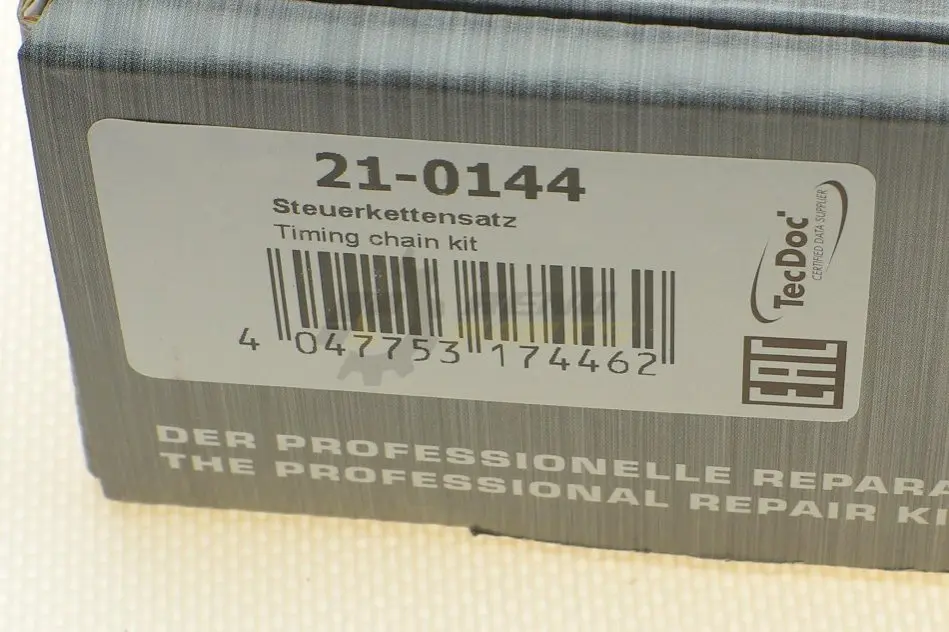 21-0144
Steuerkettensatz
Timing chain kit
4 047753 174462
TecDoc
CERTIFIED DATA SUPPLIER
EAC
DER PROFESSIONELLE REPARA
THE PROFESSIONAL REPAIR KI